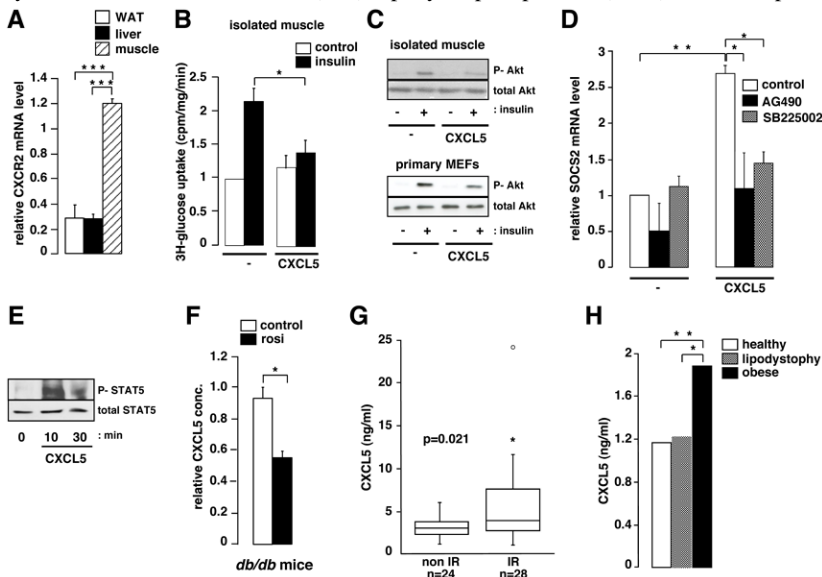 A
WAT
liver
muscle
* * *
* * *
relative CXCR2 mRNA level
1.4
1.2
1.0
0.8
0.6
0.4
0.2
0
B
isolated muscle
control
insulin
*
3H-glucose uptake (cpm/mg/min)
2.5
2
1.5
1
0.5
0
-
CXCL5
C
isolated muscle
P- Akt
total Akt
- + - + : insulin
- CXCL5
primary MEFs
P- Akt
total Akt
- + - + : insulin
- CXCL5
D
* *
*
*
control
AG490
SB225002
relative SOCS2 mRNA level
3
2.5
2
1.5
1
0.5
0
-
CXCL5
E
P- STAT5
total STAT5
0 10 30 : min
CXCL5
F
control
rosi
*
relative CXCL5 conc.
1.2
1.0
0.8
0.6
0.4
0.2
0
db/db mice
G
CXCL5 (ng/ml)
25
20
15
10
5
0
p=0.021
*
non IR IR
n=24 n=28
H
healthy
lipodystophy
obese
* *
*
CXCL5 (ng/ml)
2
1.6
1.2
.8
.4
0